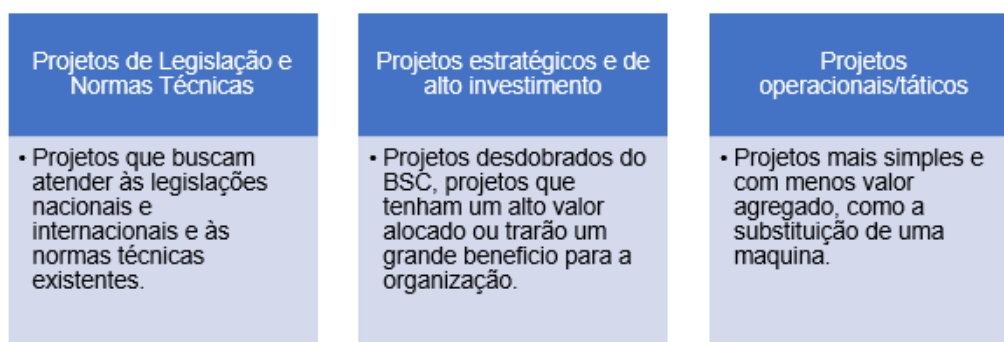 Projetos de Legislação e
Normas Técnicas
• Projetos que buscam
atender às legislações
nacionais e
internacionais e às
normas técnicas
existentes.
Projetos estratégicos e de
alto investimento
• Projetos desdobrados do
BSC, projetos que
tenham um alto valor
alocado ou trarão um
grande beneficio para a
organização.
Projetos
operacionais/táticos
• Projetos mais simples e
com menos valor
agregado, como a
substituição de uma
maquina.